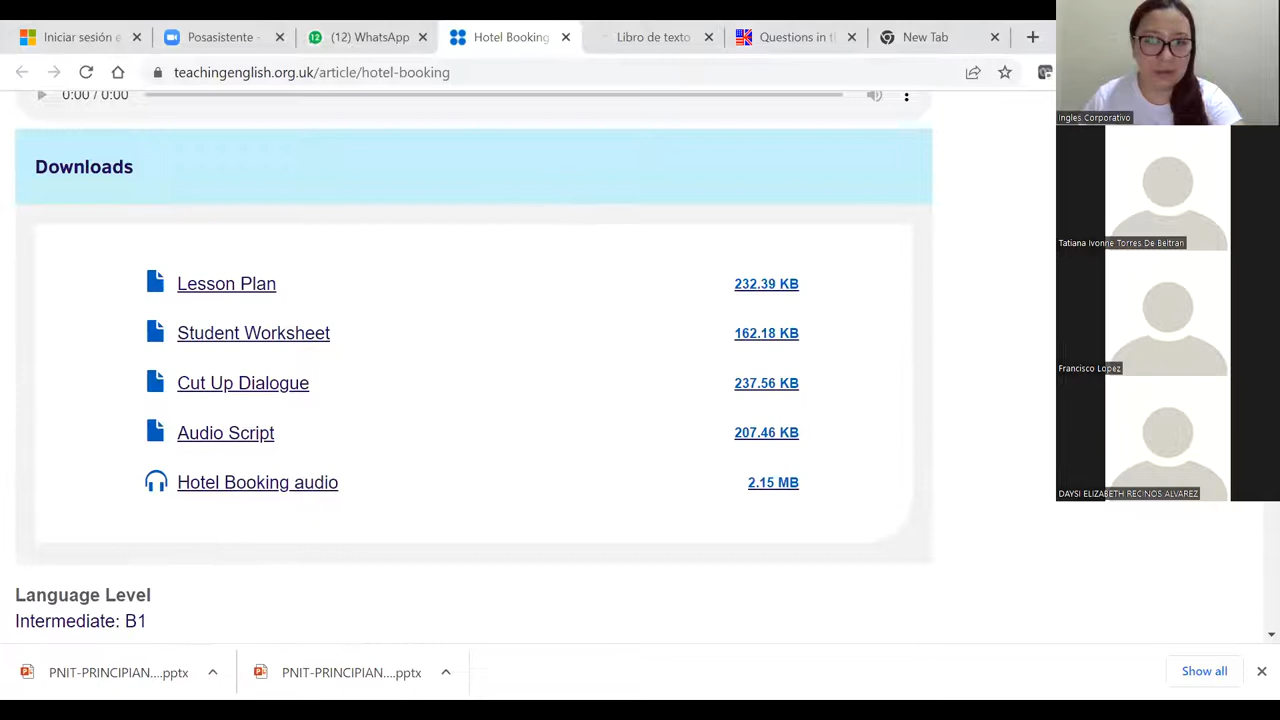 Iniciar sesión e
Posasistente -
(12) WhatsApp
Hotel Booking
Libro de texto
Questions in th
New Tab
teachingenglish.org.uk/article/hotel-booking
0:00 / 0:00
Downloads
Lesson Plan 232.39 KB
Student Worksheet 162.18 KB
Cut Up Dialogue 237.56 KB
Audio Script 207.46 KB
Hotel Booking audio 2.15 MB
Language Level
Intermediate: B1
PNIT-PRINCIPIAN....pptx
PNIT-PRINCIPIAN....pptx
Show all
Ingles Corporativo
Tatiana Ivonne Torres De Beltran
Francisco Lopez
DAYSI ELIZABETH RECINOS ALVAREZ